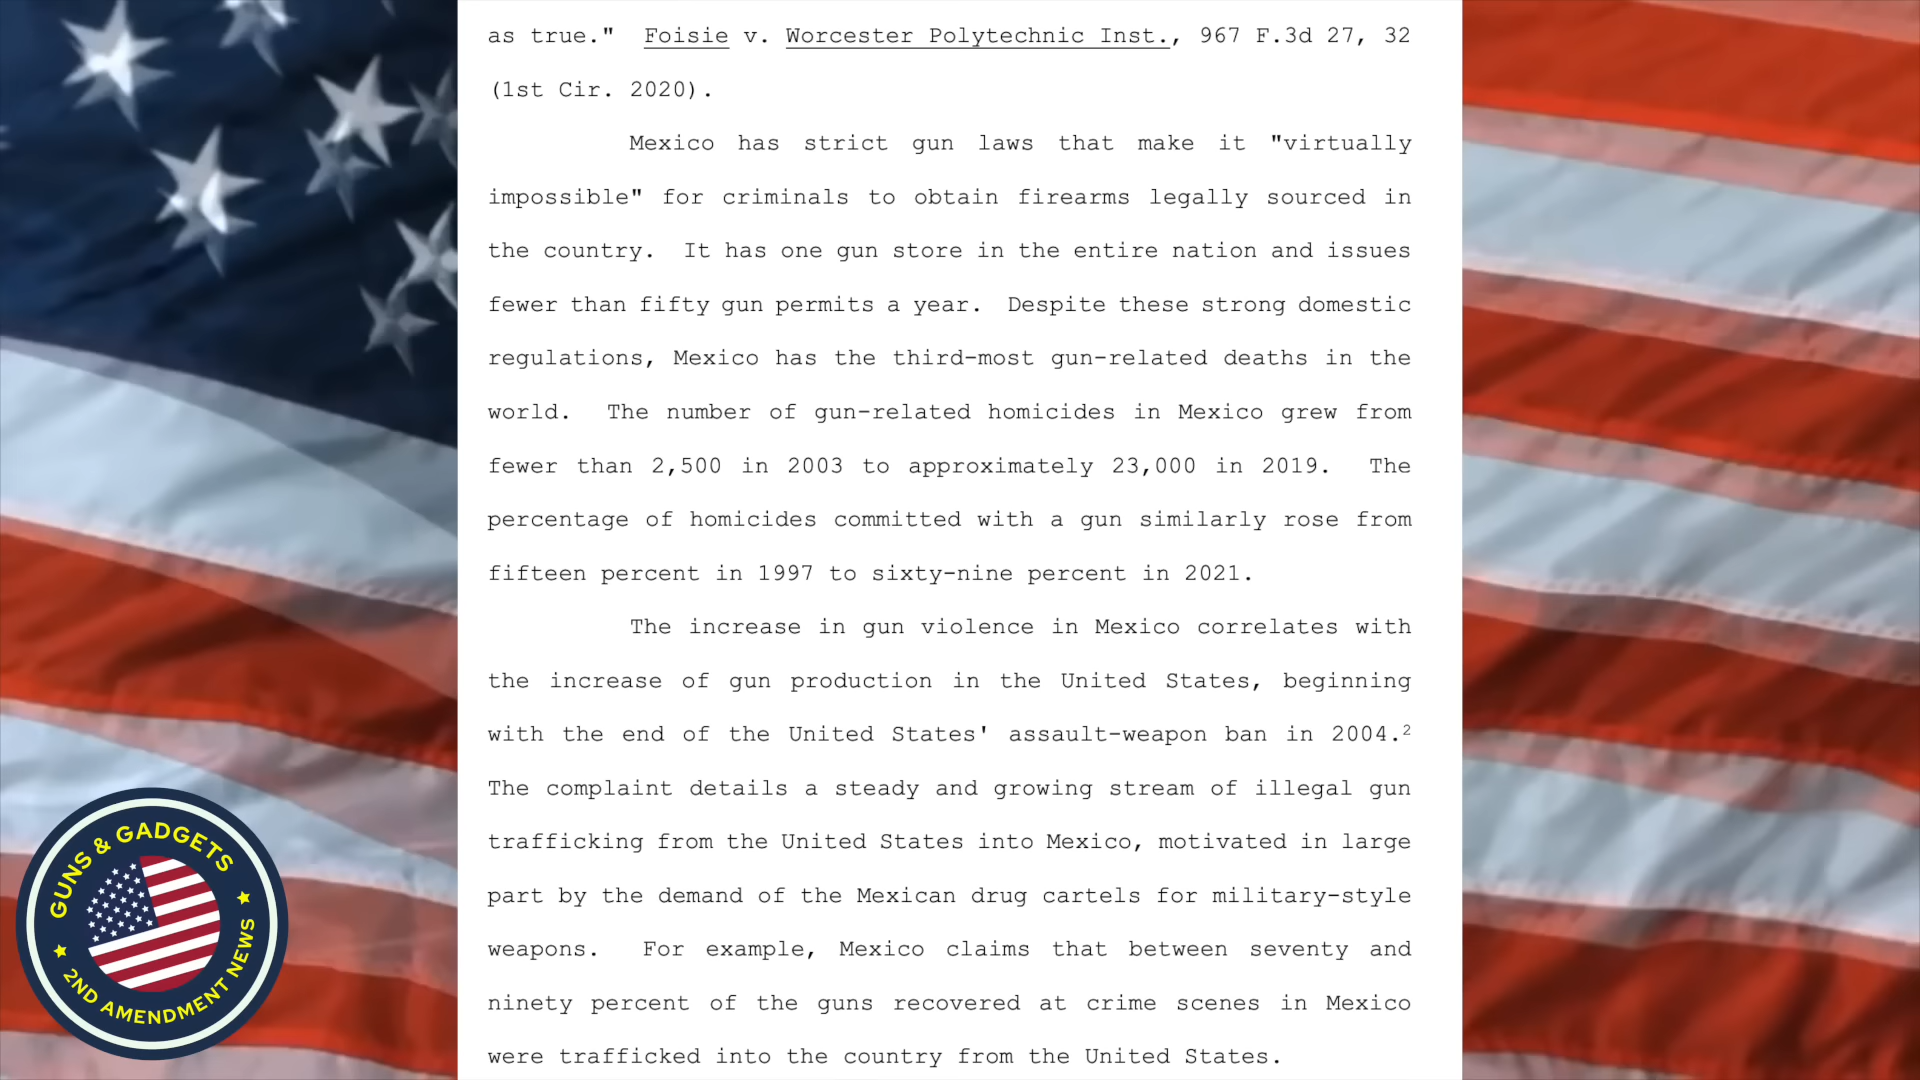 as true." Foisie v. Worcester Polytechnic Inst., 967 F.3d 27, 32
(1st Cir. 2020).
Mexico has strict gun laws that make it "virtually
impossible" for criminals to obtain firearms legally sourced in
the country. It has one gun store in the entire nation and issues
fewer than fifty gun permits a year. Despite these strong domestic
regulations, Mexico has the third-most gun-related deaths in the
world. The number of gun-related homicides in Mexico grew from
fewer than 2,500 in 2003 to approximately 23,000 in 2019. The
percentage of homicides committed with a gun similarly rose from
fifteen percent in 1997 to sixty-nine percent in 2021.
The increase in gun violence in Mexico correlates with
the increase of gun production in the United States, beginning
with the end of the United States' assault-weapon ban in 2004.²
The complaint details a steady and growing stream of illegal gun
trafficking from the United States into Mexico, motivated in large
part by the demand of the Mexican drug cartels for military-style
weapons. For example, Mexico claims that between seventy and
ninety percent of the guns recovered at crime scenes in Mexico
were trafficked into the country from the United States.
GUNS & GADGETS
2ND AMENDMENT NEWS